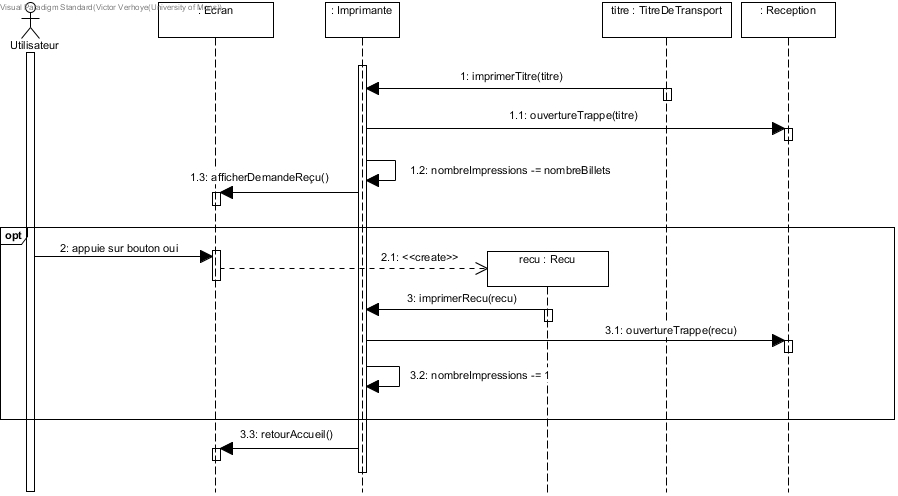 Visual Paradigm Standard(Victor Verhoye(University of
: Ecran
: Imprimante
titre : TitreDeTransport
: Reception
Utilisateur
1: imprimerTitre(titre)
1.1: ouvertureTrappe(titre)
1.2: nombreImpressions -= nombreBillets
1.3: afficherDemandeReçu()
opt
2: appuie sur bouton oui
2.1: <<create>>
recu : Recu
3: imprimerRecu(recu)
3.1: ouvertureTrappe(recu)
3.2: nombreImpressions -= 1
3.3: retourAccueil()